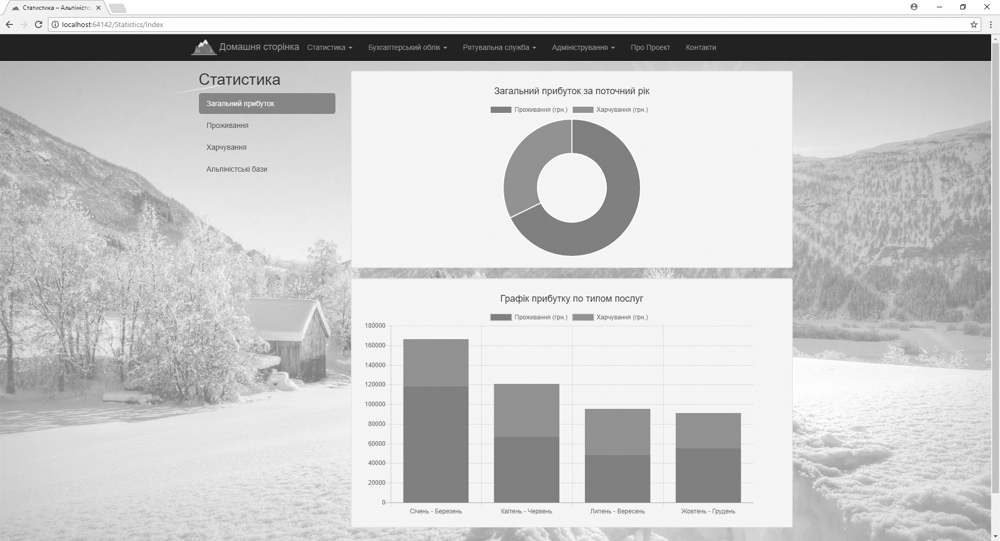 Статистика – Альпіністс
localhost:64142/Statistics/Index
Домашня сторінка Статистика Бухгалтерський облік Рятувальна служба Адміністрування Про Проект Контакти
Статистика
Загальний прибуток
Проживання
Харчування
Альпіністські бази
Загальний прибуток за поточний рік
Проживання (грн.) Харчування (грн.)
Графік прибутку по типом послуг
Проживання (грн.) Харчування (грн.)
180000
160000
140000
120000
100000
80000
60000
40000
20000
0
Січень - Березень Квітень - Червень Липень - Вересень Жовтень - Грудень